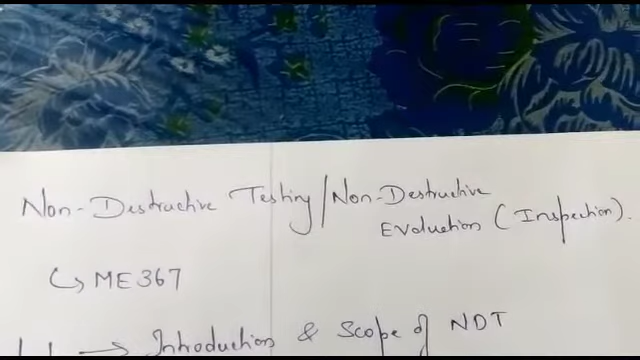 Non-Destructive Testing/Non-Destructive
Evaluation (Inspection).
↳ ME367
→ Introduction & Scope of NDT